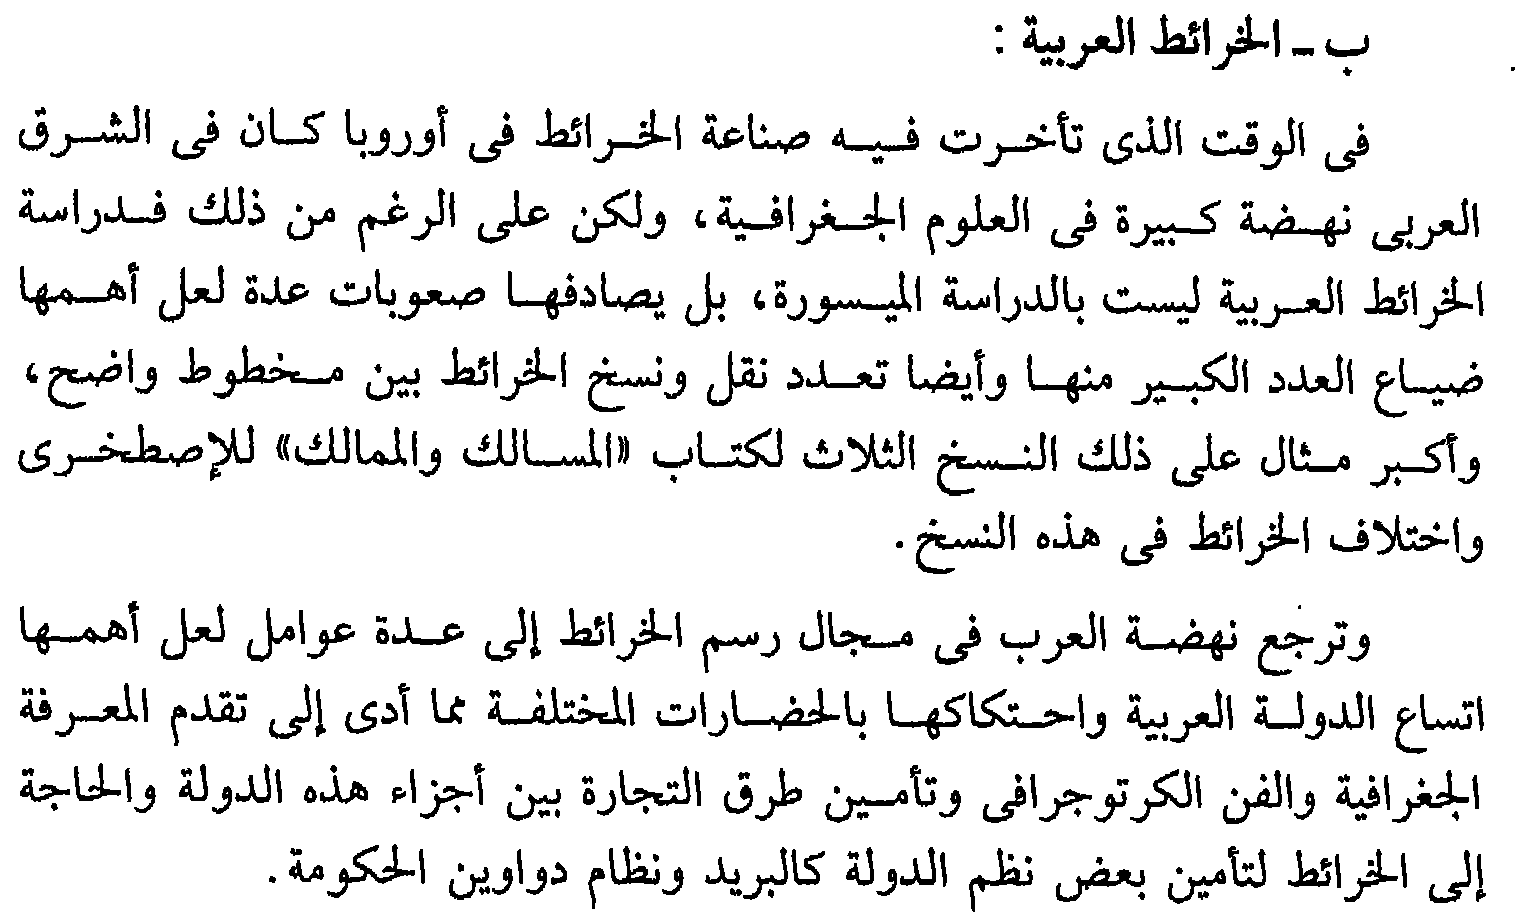 ب - الخرائط العربية :
فى الوقت الذى تأخرت فيه صناعة الخرائط فى أوروبا كان فى الشرق
العربى نهضة كبيرة فى العلوم الجغرافية، ولكن على الرغم من ذلك فدراسة
الخرائط العربية ليست بالدراسة الميسورة، بل يصادفها صعوبات عدة لعل أهمها
ضياع العدد الكبير منها وأيضا تعدد نقل ونسخ الخرائط بين مخطوط واضح،
وأكبر مثال على ذلك النسخ الثلاث لكتاب «المسالك والممالك» للإصطخرى
واختلاف الخرائط فى هذه النسخ.
وترجع نهضة العرب فى مجال رسم الخرائط إلى عدة عوامل لعل أهمها
اتساع الدولة العربية واحتكاكها بالحضارات المختلفة مما أدى إلى تقدم المعرفة
الجغرافية والفن الكرتوجرافى وتأمين طرق التجارة بين أجزاء هذه الدولة والحاجة
إلى الخرائط لتأمين بعض نظم الدولة كالبريد ونظام دواوين الحكومة.